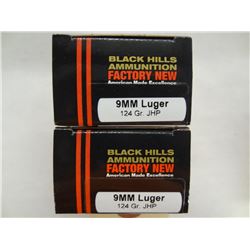 BLACK HILLS
AMMUNITION
FACTORY NEW
American Made Excellence
9MM Luger
124 Gr. JHP
BLACK HILLS
AMMUNITION
FACTORY NEW
American Made Excellence
9MM Luger
124 Gr. JHP